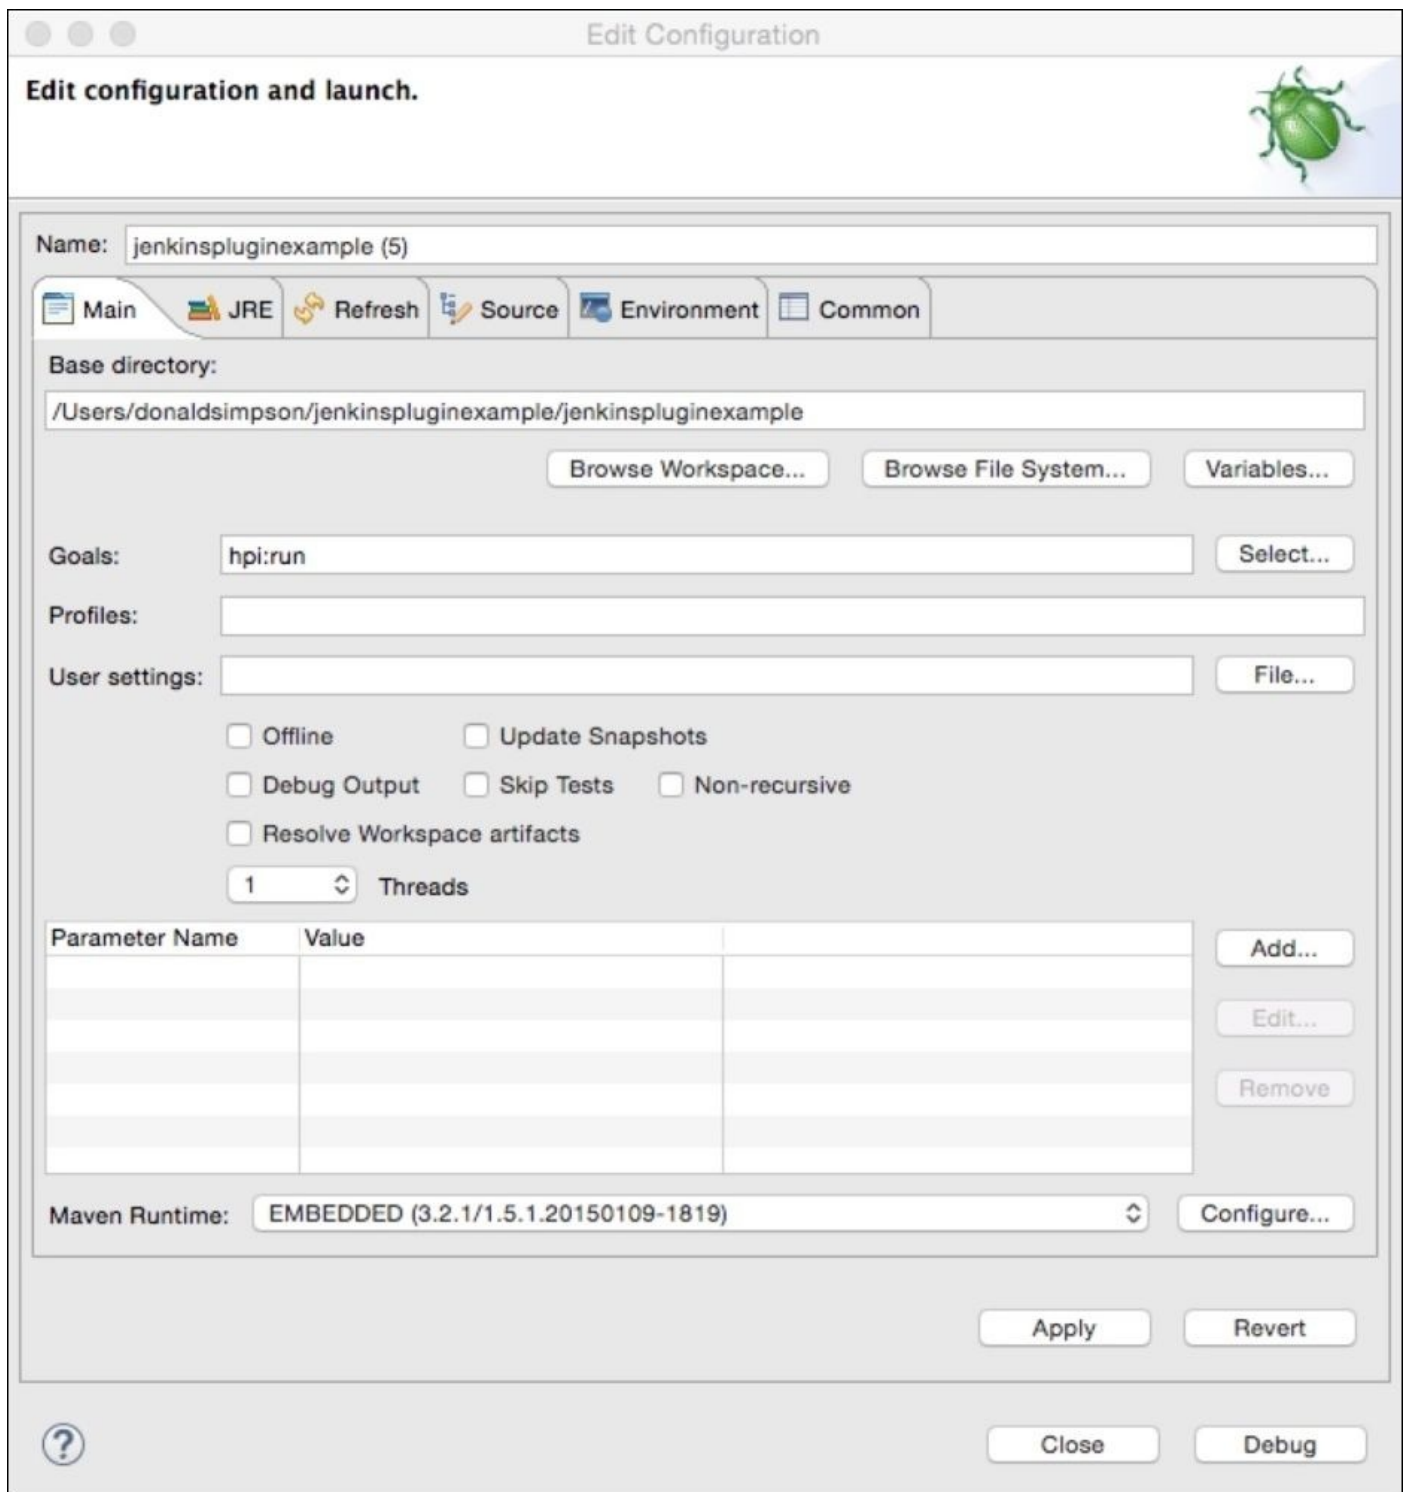 Edit Configuration
Edit configuration and launch.
Name: jenkinspluginexample (5)
Main JRE Refresh Source Environment Common
Base directory:
/Users/donaldsimpson/jenkinspluginexample/jenkinspluginexample
Browse Workspace... Browse File System... Variables...
Goals: hpi:run Select...
Profiles:
User settings: File...
Offline Update Snapshots
Debug Output Skip Tests Non-recursive
Resolve Workspace artifacts
1 Threads
Parameter Name Value
Add...
Edit...
Remove
Maven Runtime: EMBEDDED (3.2.1/1.5.1.20150109-1819) Configure...
Apply Revert
? Close Debug